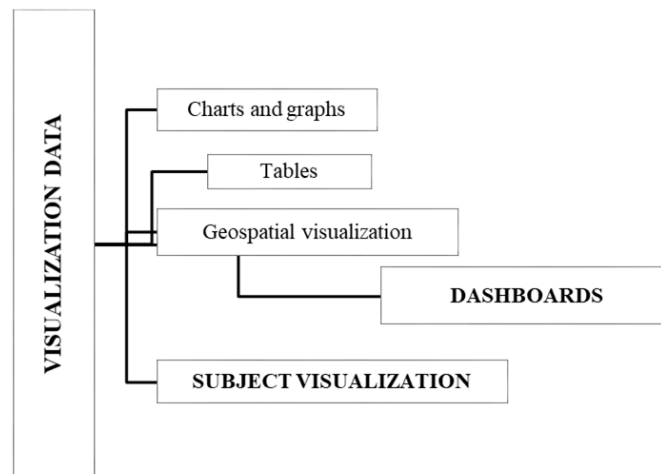 VISUALIZATION DATA
Charts and graphs
Tables
Geospatial visualization
DASHBOARDS
SUBJECT VISUALIZATION